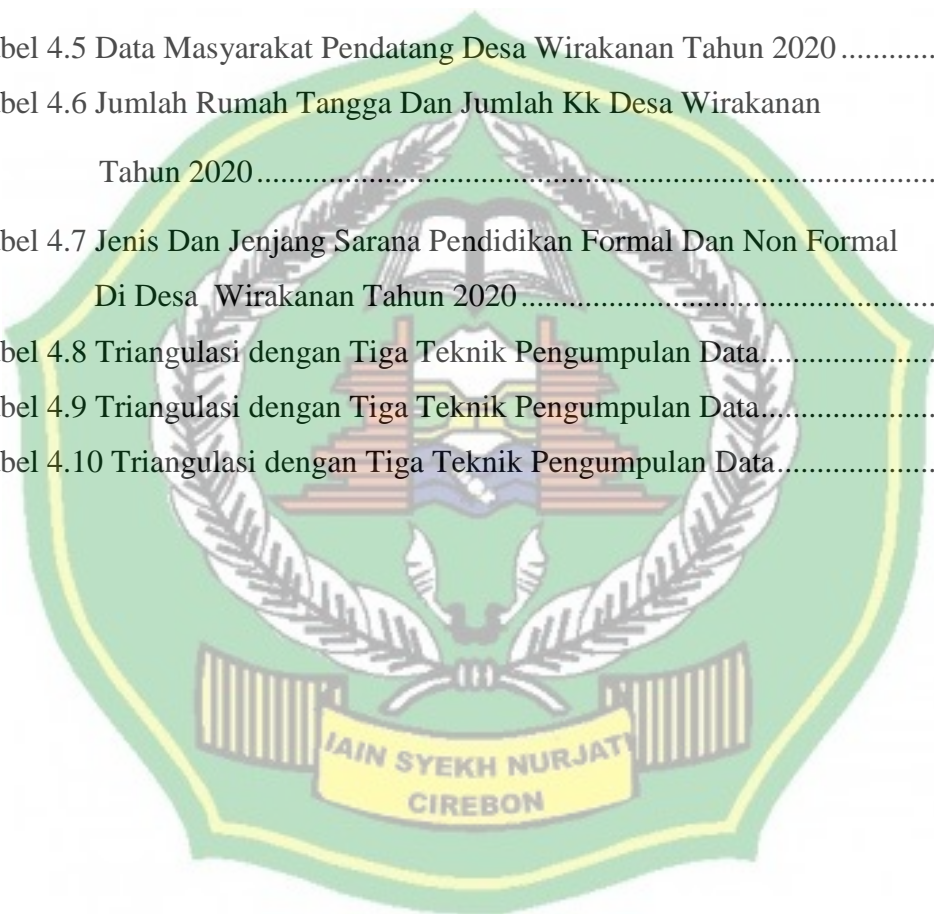 bel 4.5 Data Masyarakat Pendatang Desa Wirakanan Tahun 2020 .............
bel 4.6 Jumlah Rumah Tangga Dan Jumlah Kk Desa Wirakanan
Tahun 2020 ..............................................................................
bel 4.7 Jenis Dan Jenjang Sarana Pendidikan Formal Dan Non Formal
Di Desa Wirakanan Tahun 2020 ................................................
bel 4.8 Triangulasi dengan Tiga Teknik Pengumpulan Data....................
bel 4.9 Triangulasi dengan Tiga Teknik Pengumpulan Data....................
bel 4.10 Triangulasi dengan Tiga Teknik Pengumpulan Data..................
IAIN SYEKH NURJATI
CIREBON